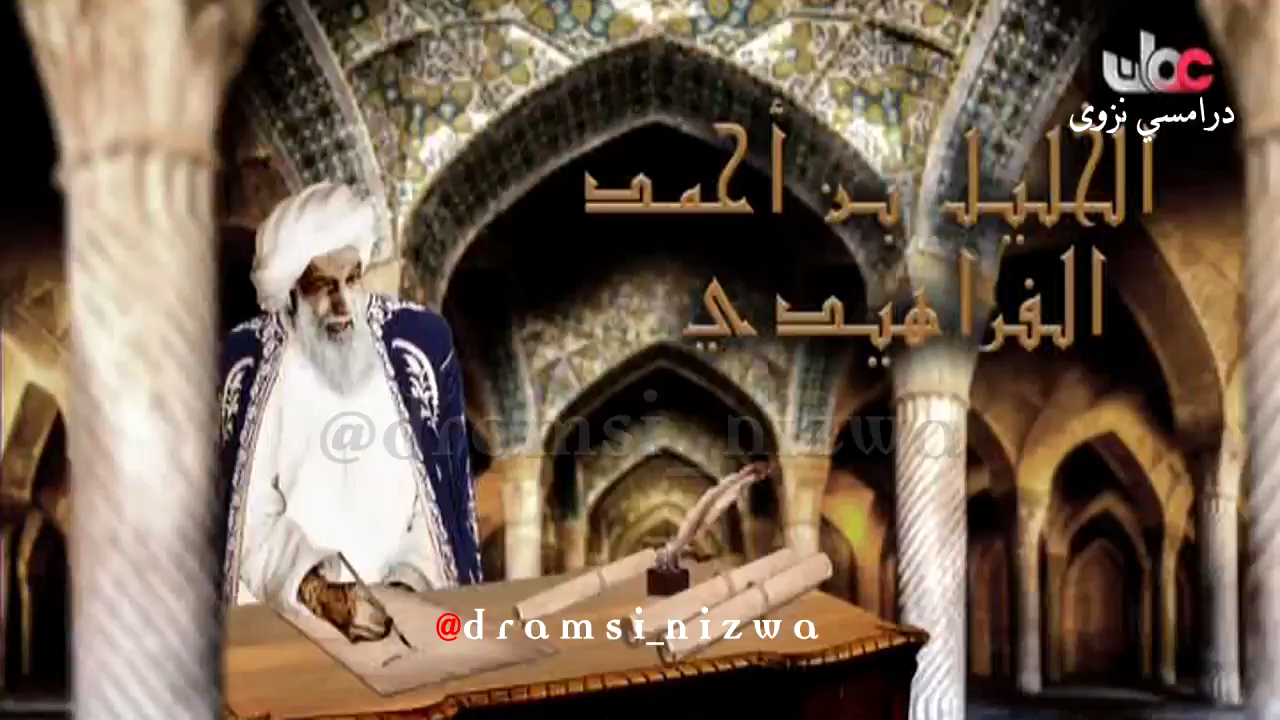 درامسي نزوى
الخليل بن أحمد
الفراهيدي
@dramsi_nizwa
@dramsi_nizwa